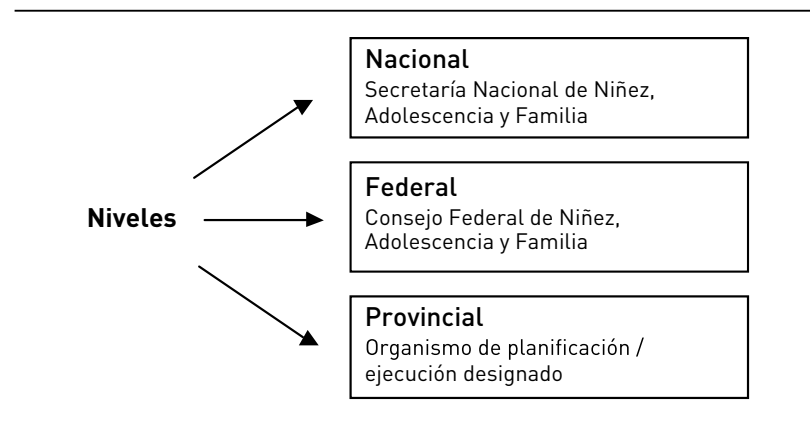 Nacional
Secretaría Nacional de Niñez,
Adolescencia y Familia
Niveles
Federal
Consejo Federal de Niñez,
Adolescencia y Familia
Provincial
Organismo de planificación /
ejecución designado